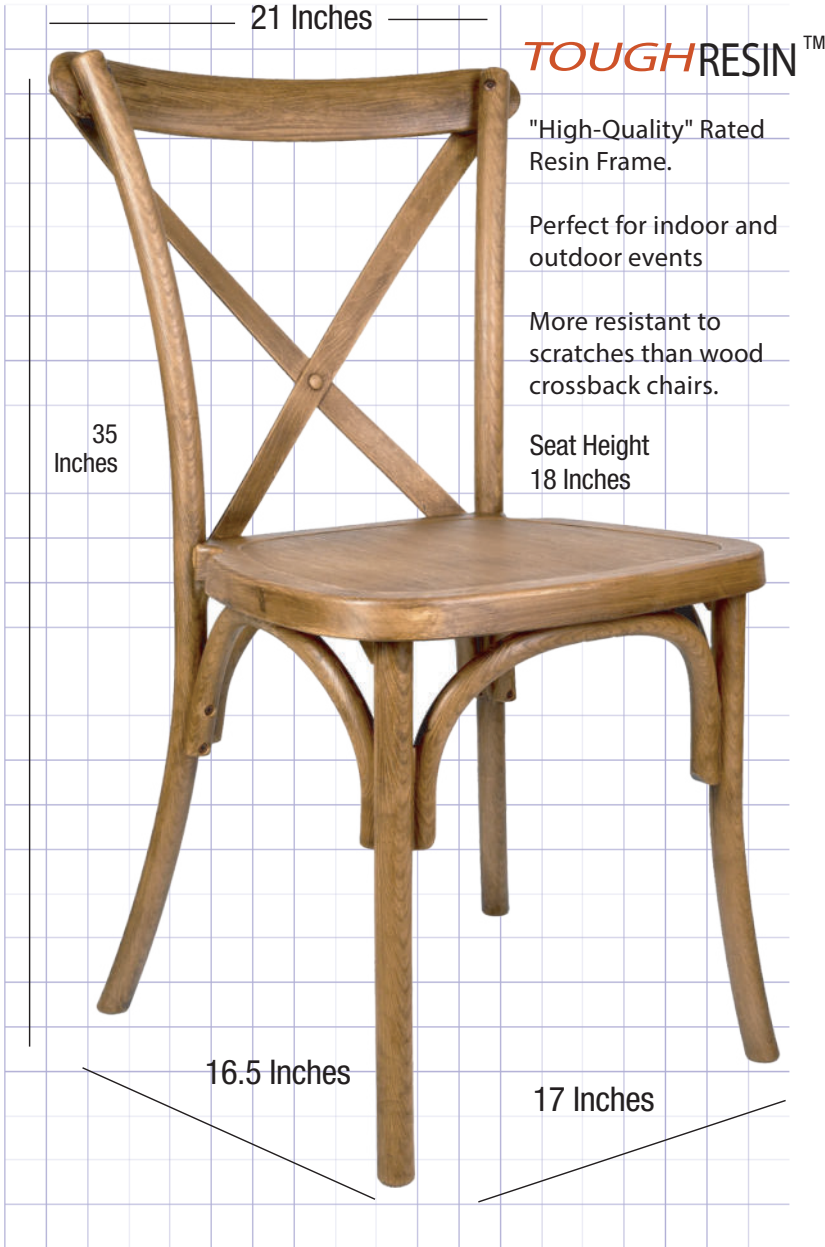 21 Inches
TOUGHRESIN™
"High-Quality" Rated
Resin Frame.
Perfect for indoor and
outdoor events
More resistant to
scratches than wood
crossback chairs.
35
Inches
Seat Height
18 Inches
16.5 Inches
17 Inches